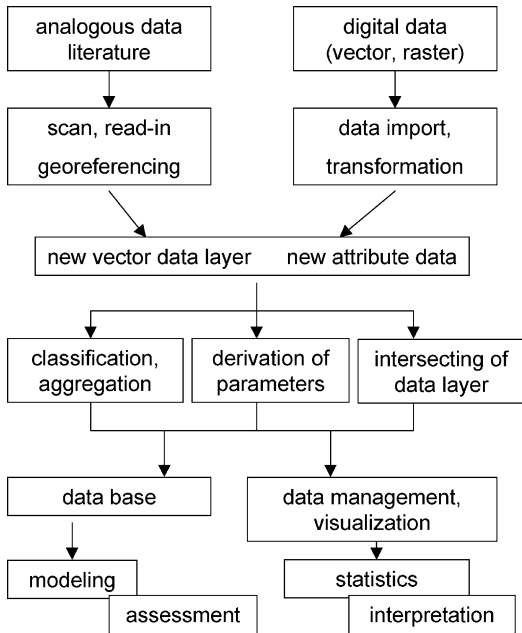 analogous data
literature
digital data
(vector, raster)
scan, read-in
georeferencing
data import,
transformation
new vector data layer new attribute data
classification,
aggregation
derivation of
parameters
intersecting of
data layer
data base
data management,
visualization
modeling
assessment
statistics
interpretation